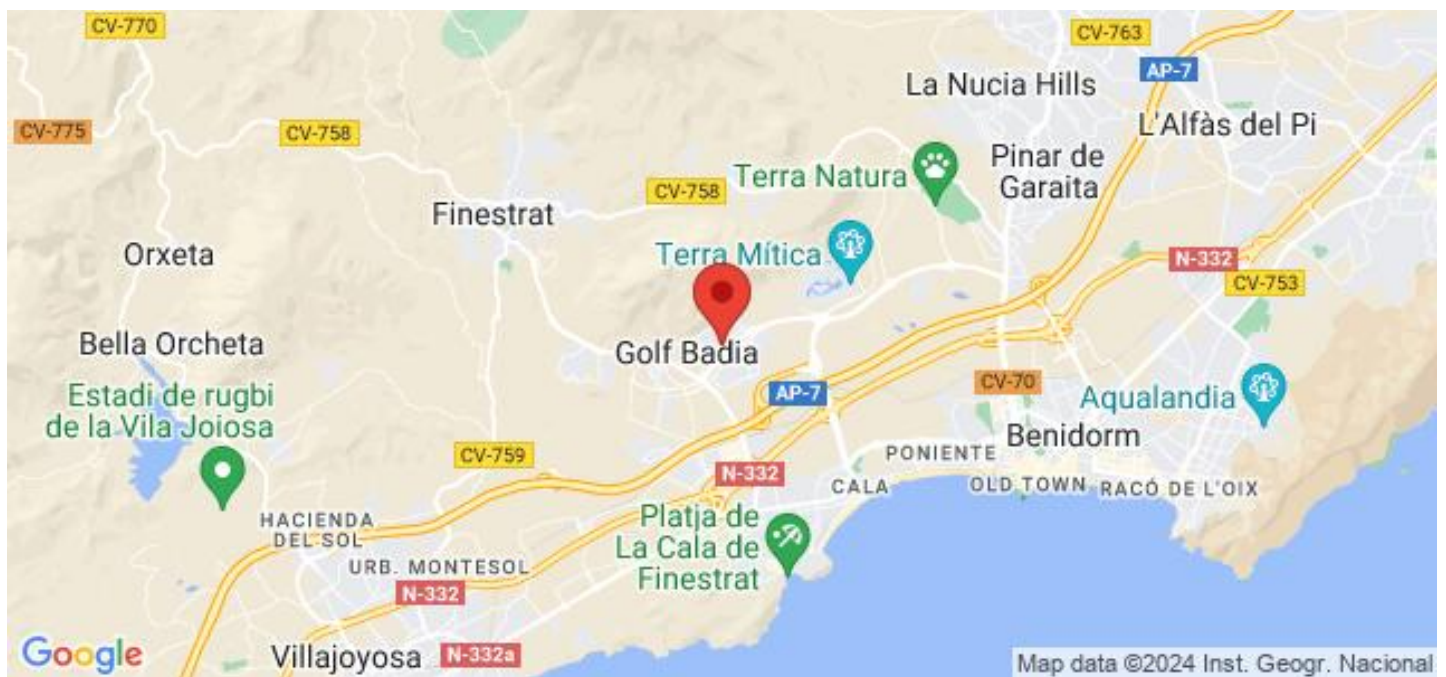 CV-770
CV-763
AP-7
La Nucia Hills
L'Alfàs del Pi
CV-775
CV-758
Pinar de
Garaita
Terra Natura
CV-758
Finestrat
Orxeta
Terra Mítica
N-332
CV-753
Bella Orcheta
Golf Badia
Estadi de rugbi
de la Vila Joiosa
AP-7
CV-70
Aqualandia
Benidorm
CV-759
PONIENTE
N-332
CALA
OLD TOWN
RACÓ DE L'OIX
HACIENDA
DEL SOL
Platja de
La Cala de
Finestrat
URB. MONTESOL
N-332
Google
Villajoyosa
N-332a
Map data ©2024 Inst. Geogr. Nacional